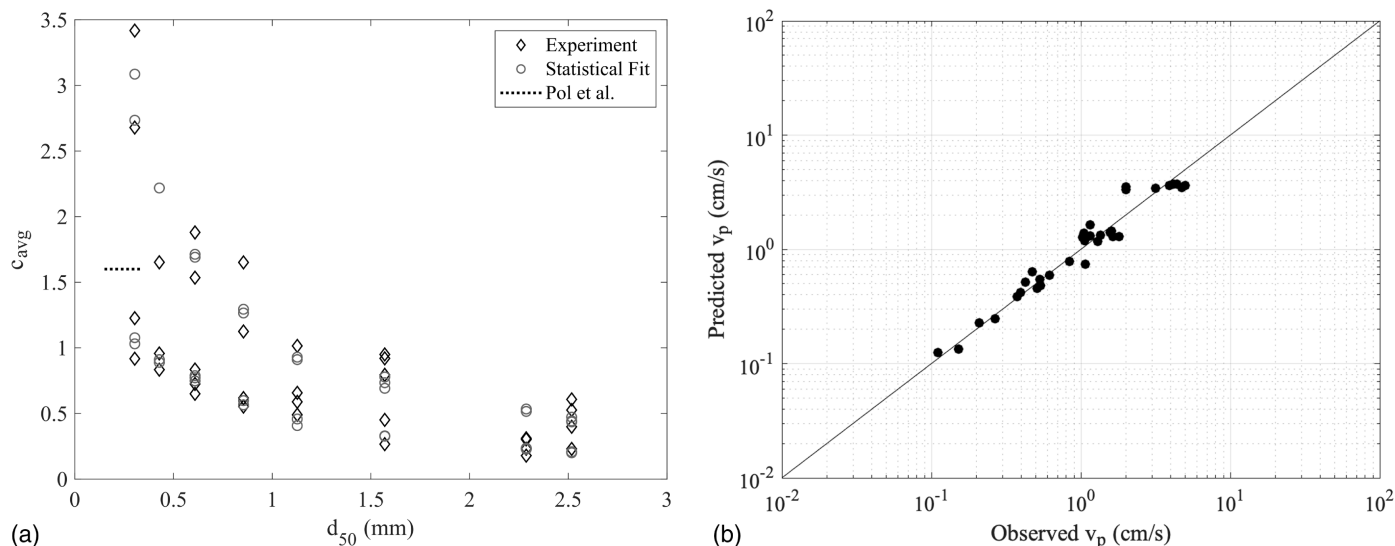 3.5
3
2.5
2
1.5
1
0.5
0
0 0.5 1 1.5 2 2.5 3
c_avg
d_50 (mm)
Experiment
Statistical Fit
Pol et al.
(a)
10^2
10^1
10^0
10^-1
10^-2
10^-2 10^-1 10^0 10^1 10^2
Predicted v_p (cm/s)
Observed v_p (cm/s)
(b)